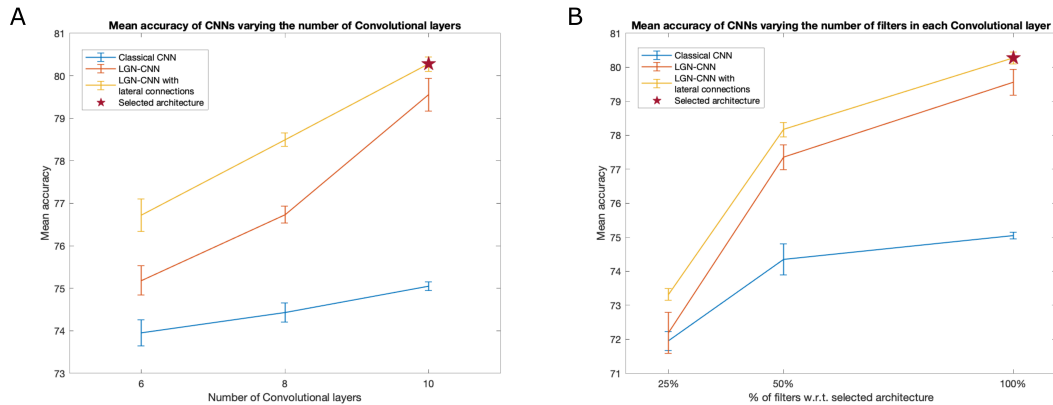 A
Mean accuracy of CNNs varying the number of Convolutional layers
81
80
79
78
77
76
75
74
73
Mean accuracy
Classical CNN
LGN-CNN
LGN-CNN with
lateral connections
Selected architecture
6
8
10
Number of Convolutional layers
B
Mean accuracy of CNNs varying the number of filters in each Convolutional layer
81
80
79
78
77
76
75
74
73
72
71
Mean accuracy
Classical CNN
LGN-CNN
LGN-CNN with
lateral connections
Selected architecture
25%
50%
100%
% of filters w.r.t. selected architecture